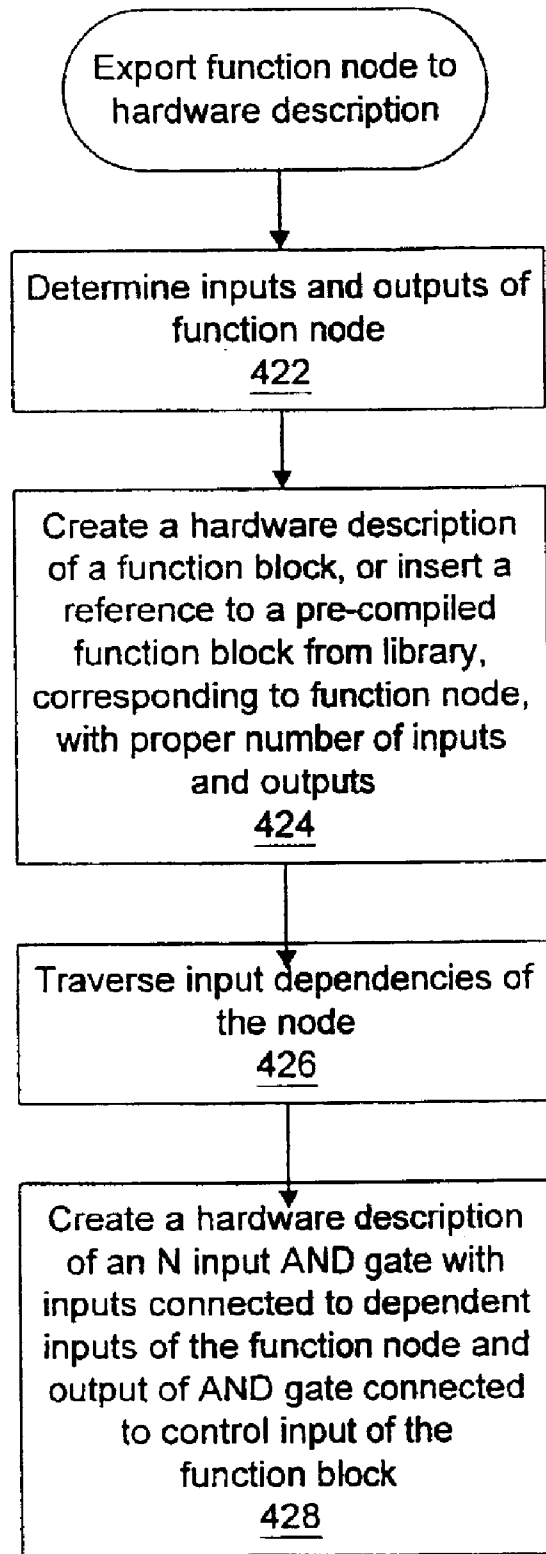 Export function node to
hardware description
Determine inputs and outputs of
function node
422
Create a hardware description
of a function block, or insert a
reference to a pre-compiled
function block from library,
corresponding to function node,
with proper number of inputs
and outputs
424
Traverse input dependencies of
the node
426
Create a hardware description
of an N input AND gate with
inputs connected to dependent
inputs of the function node and
output of AND gate connected
to control input of the
function block
428